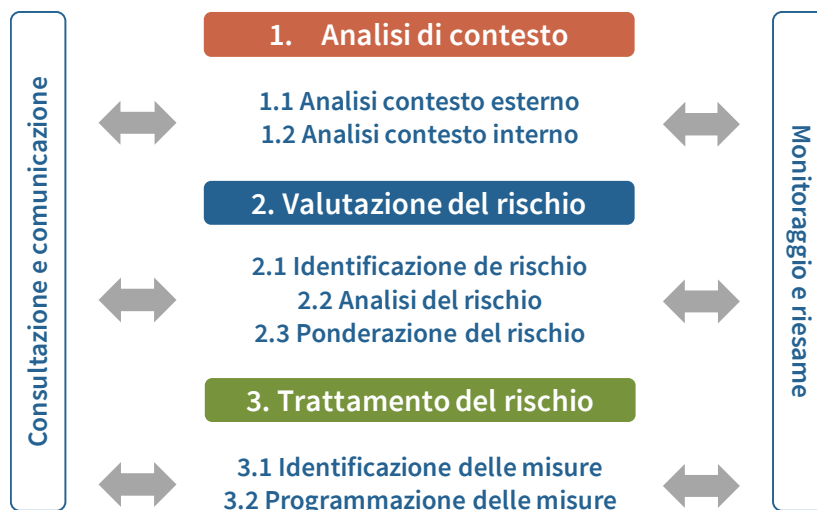 Consultazione e comunicazione
1. Analisi di contesto
1.1 Analisi contesto esterno
1.2 Analisi contesto interno
2. Valutazione del rischio
2.1 Identificazione de rischio
2.2 Analisi del rischio
2.3 Ponderazione del rischio
3. Trattamento del rischio
3.1 Identificazione delle misure
3.2 Programmazione delle misure
Monitoraggio e riesame